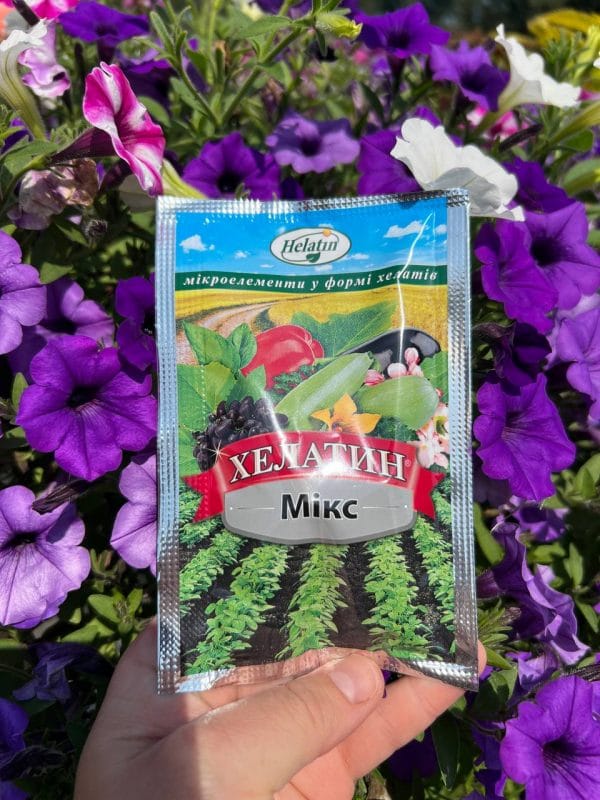 Helatin
мікроелементи у формі хелатів
ХЕЛАТИН®
Мікс